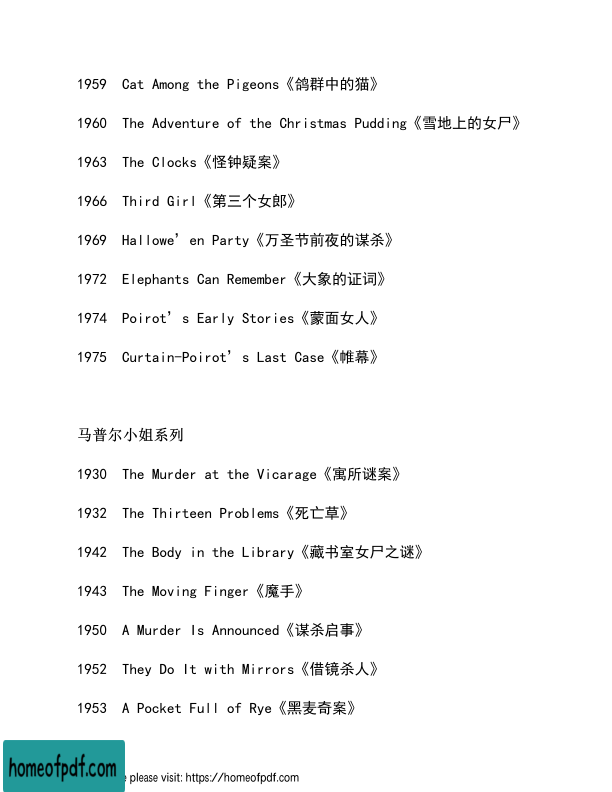 1959 Cat Among the Pigeons《鸽群中的猫》
1960 The Adventure of the Christmas Pudding《雪地上的女尸》
1963 The Clocks《怪钟疑案》
1966 Third Girl《第三个女郎》
1969 Hallowe’en Party《万圣节前夜的谋杀》
1972 Elephants Can Remember《大象的证词》
1974 Poirot’s Early Stories《蒙面女人》
1975 Curtain-Poirot’s Last Case《帷幕》
马普尔小姐系列
1930 The Murder at the Vicarage《寓所谜案》
1932 The Thirteen Problems《死亡草》
1942 The Body in the Library《藏书室女尸之谜》
1943 The Moving Finger《魔手》
1950 A Murder Is Announced《谋杀启事》
1952 They Do It with Mirrors《借镜杀人》
1953 A Pocket Full of Rye《黑麦奇案》
homeofpdf.com
please visit: https://homeofpdf.com